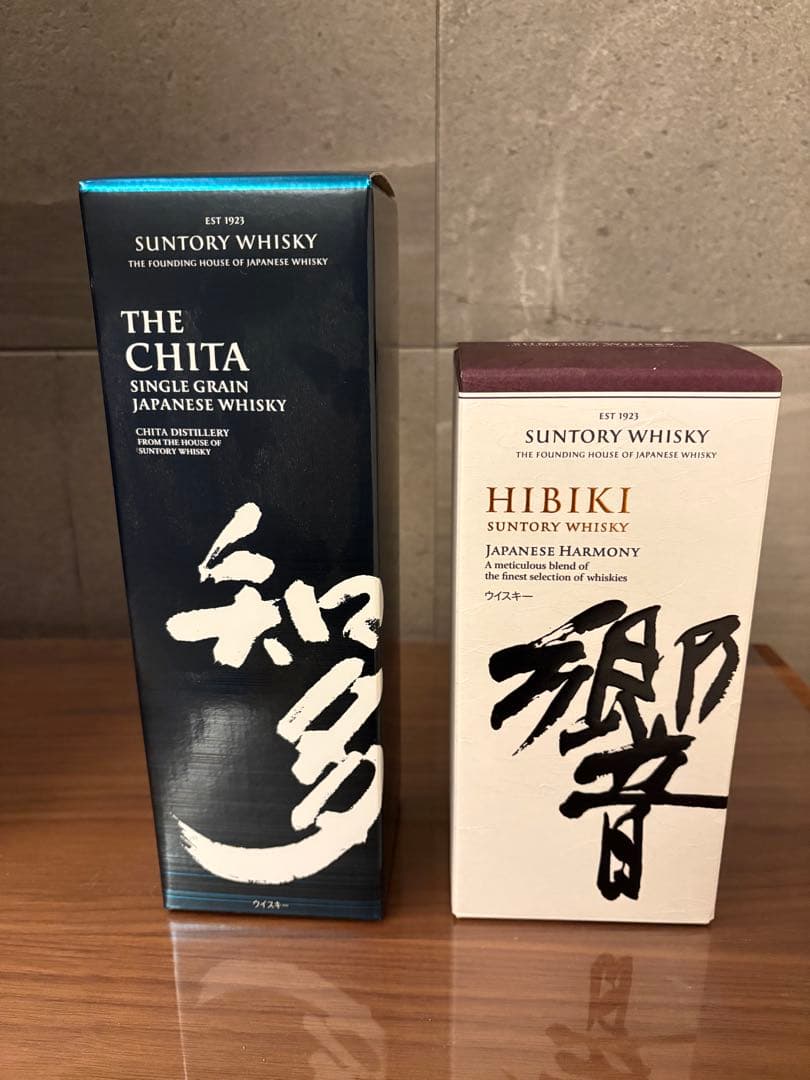 EST 1923
SUNTORY WHISKY
THE FOUNDING HOUSE OF JAPANESE WHISKY
THE
CHITA
SINGLE GRAIN
JAPANESE WHISKY
CHITA DISTILLERY
FROM THE HOUSE OF
SUNTORY WHISKY
知多
ウイスキー
SUNTORY WHISKY
EST 1923
SUNTORY WHISKY
THE FOUNDING HOUSE OF JAPANESE WHISKY
HIBIKI
SUNTORY WHISKY
JAPANESE HARMONY
A meticulous blend of
the finest selection of whiskies
ウイスキー
響